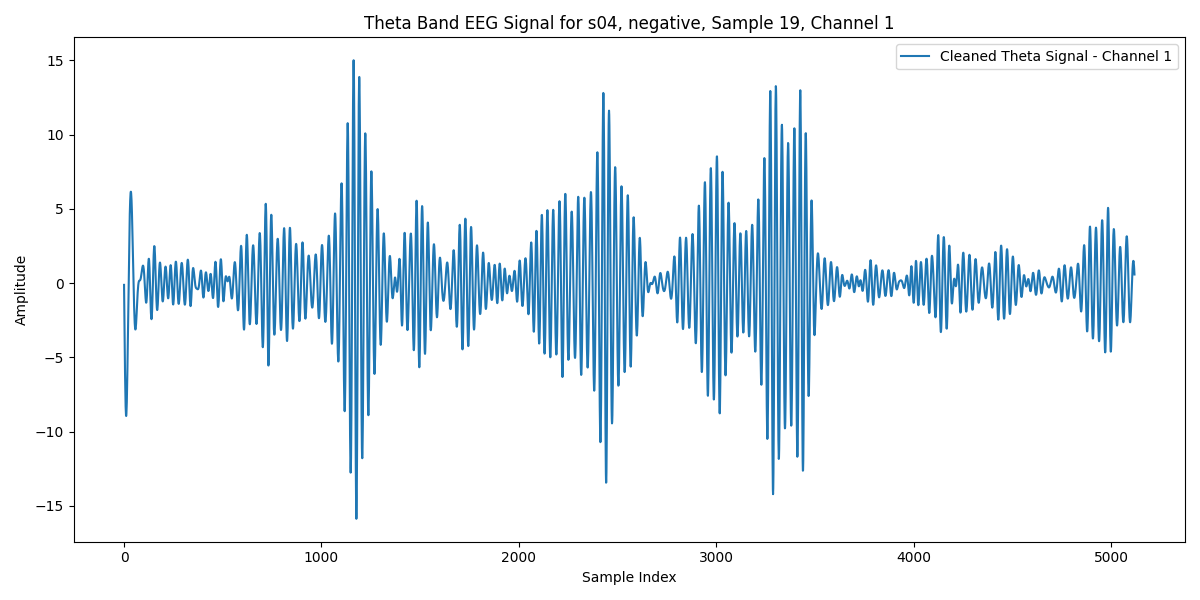 Theta Band EEG Signal for s04, negative, Sample 19, Channel 1
Cleaned Theta Signal - Channel 1
15
10
5
0
−5
−10
−15
Amplitude
0 1000 2000 3000 4000 5000
Sample Index